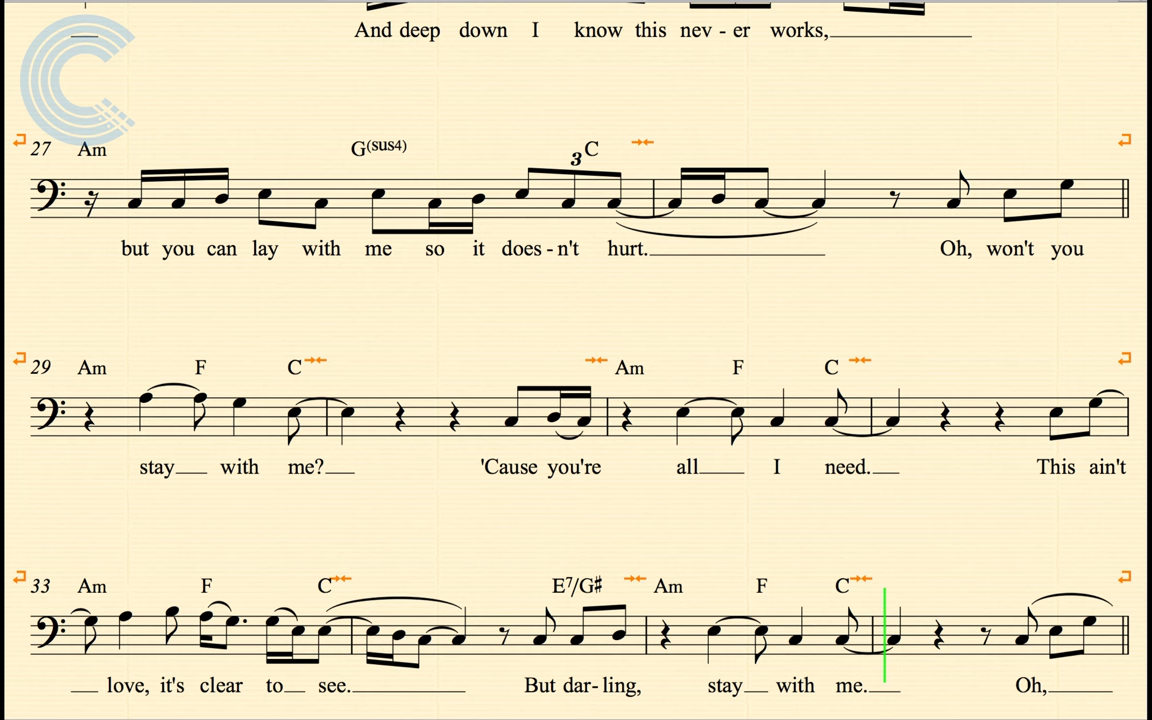 And deep down I know this nev - er works,
27 Am G(sus4) 3 C
but you can lay with me so it does - n't hurt. Oh, won't you
29 Am F C Am F C
stay with me? 'Cause you're all I need. This ain't
33 Am F C E7/G♯ Am F C
love, it's clear to see. But dar - ling, stay with me. Oh,